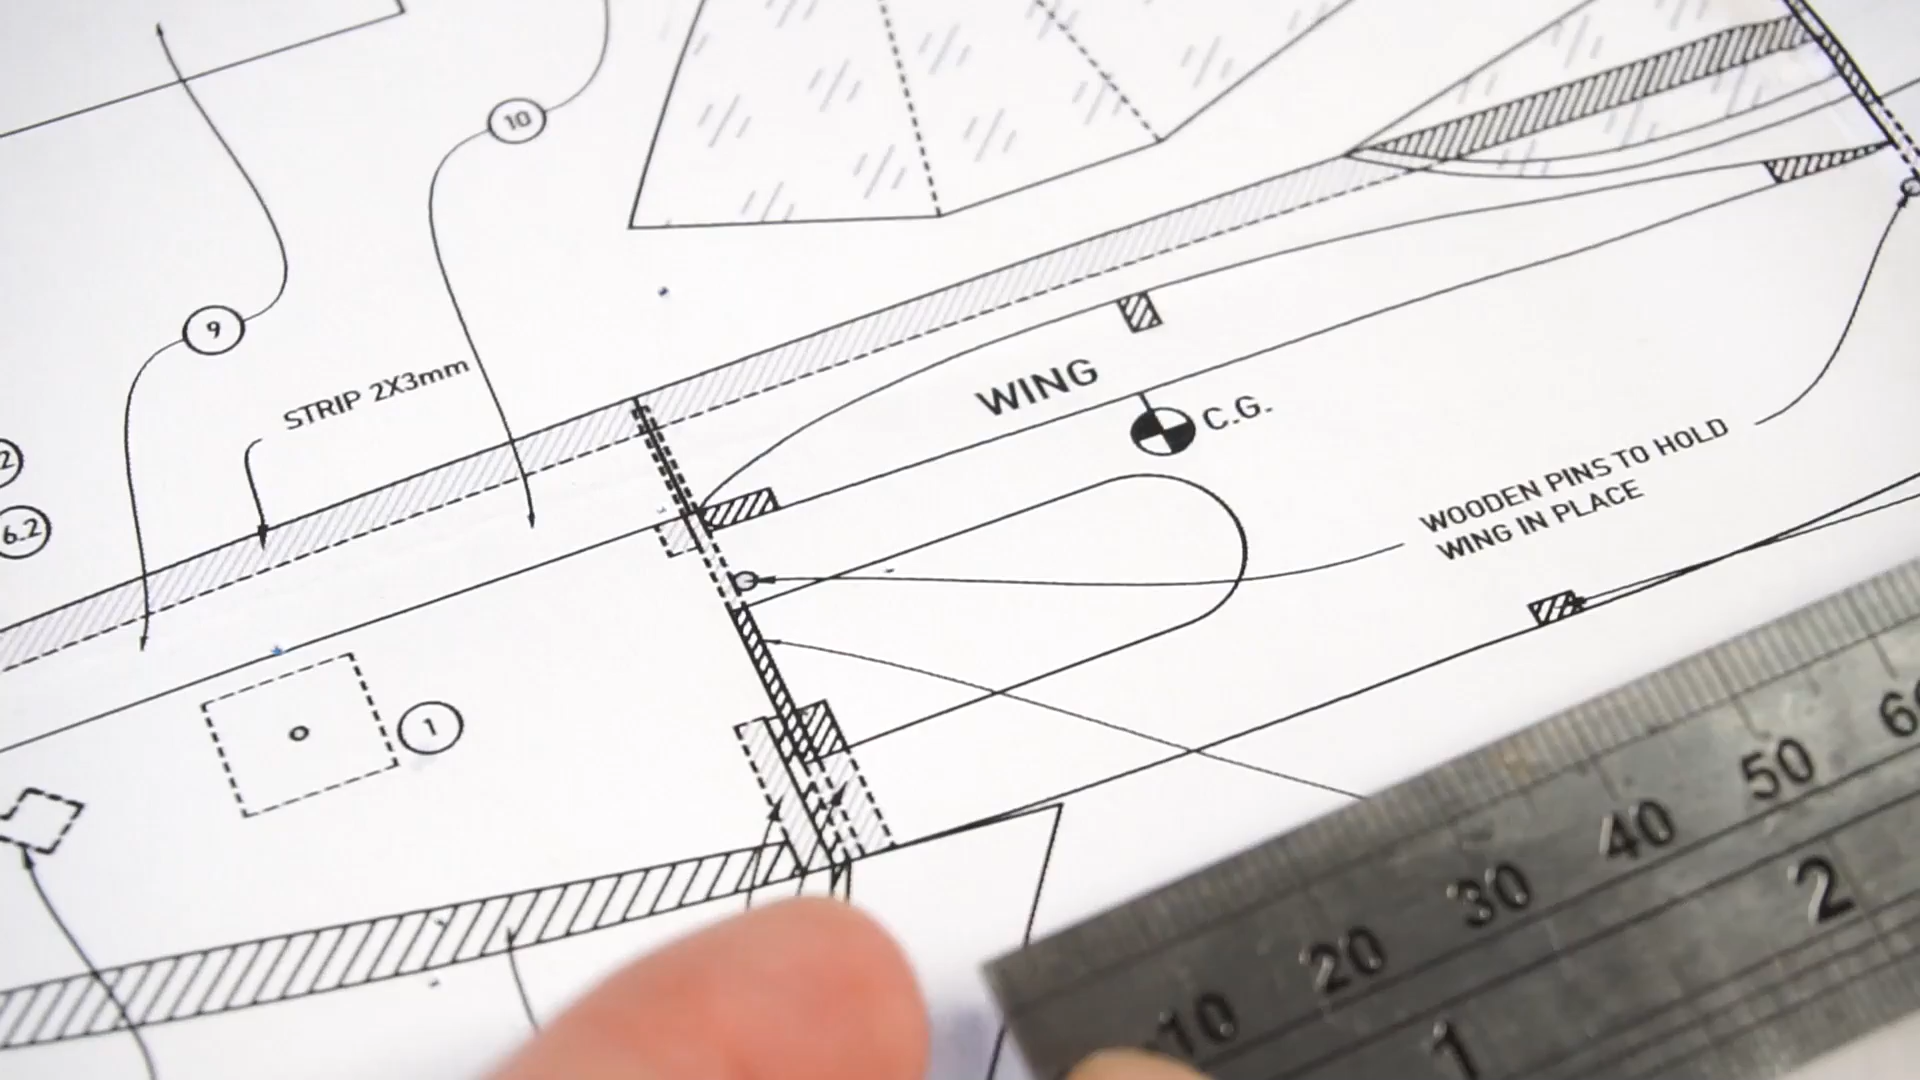 10
9
STRIP 2X3mm
2
6.2
WING
C.G.
WOODEN PINS TO HOLD
WING IN PLACE
1
10 20 30 40 50
1 2